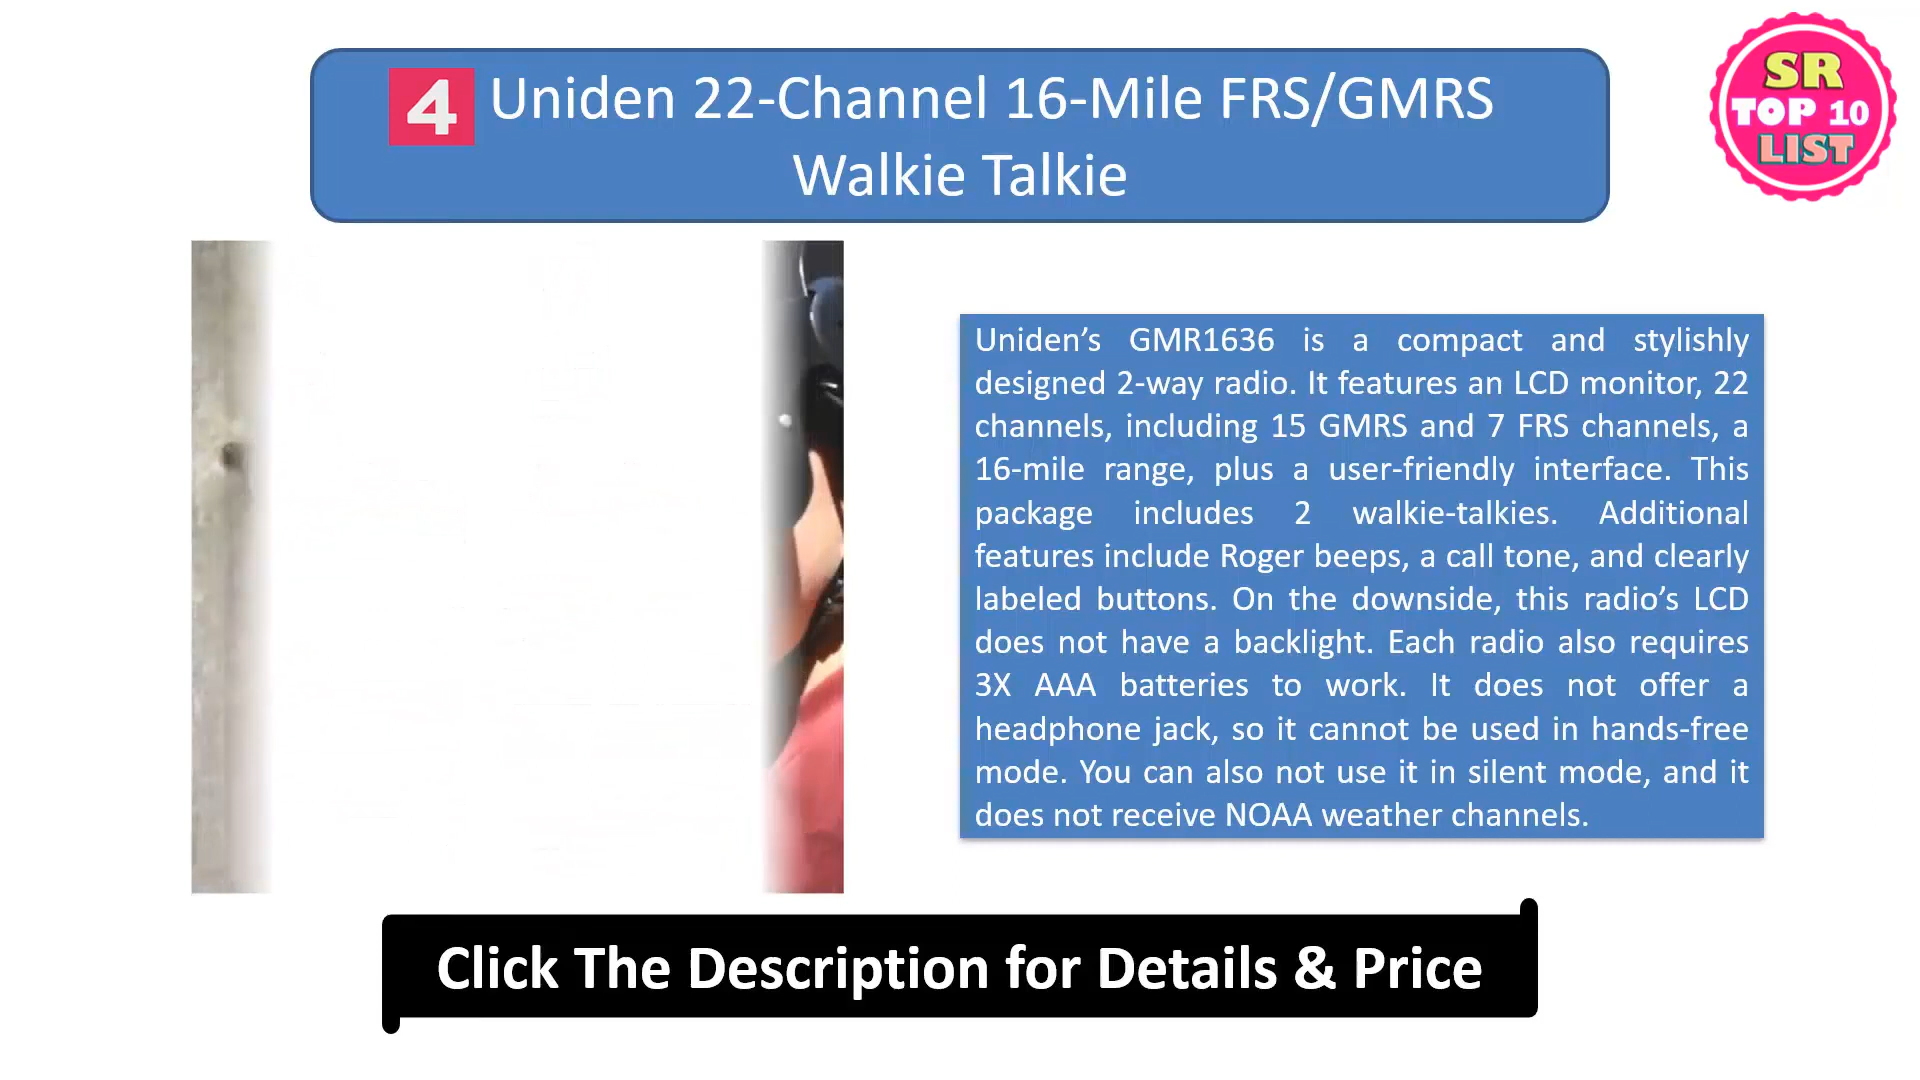 4 Uniden 22-Channel 16-Mile FRS/GMRS
Walkie Talkie
SR
TOP 10
LIST
Uniden’s GMR1636 is a compact and stylishly
designed 2-way radio. It features an LCD monitor, 22
channels, including 15 GMRS and 7 FRS channels, a
16-mile range, plus a user-friendly interface. This
package includes 2 walkie-talkies. Additional
features include Roger beeps, a call tone, and clearly
labeled buttons. On the downside, this radio’s LCD
does not have a backlight. Each radio also requires
3X AAA batteries to work. It does not offer a
headphone jack, so it cannot be used in hands-free
mode. You can also not use it in silent mode, and it
does not receive NOAA weather channels.
Click The Description for Details & Price